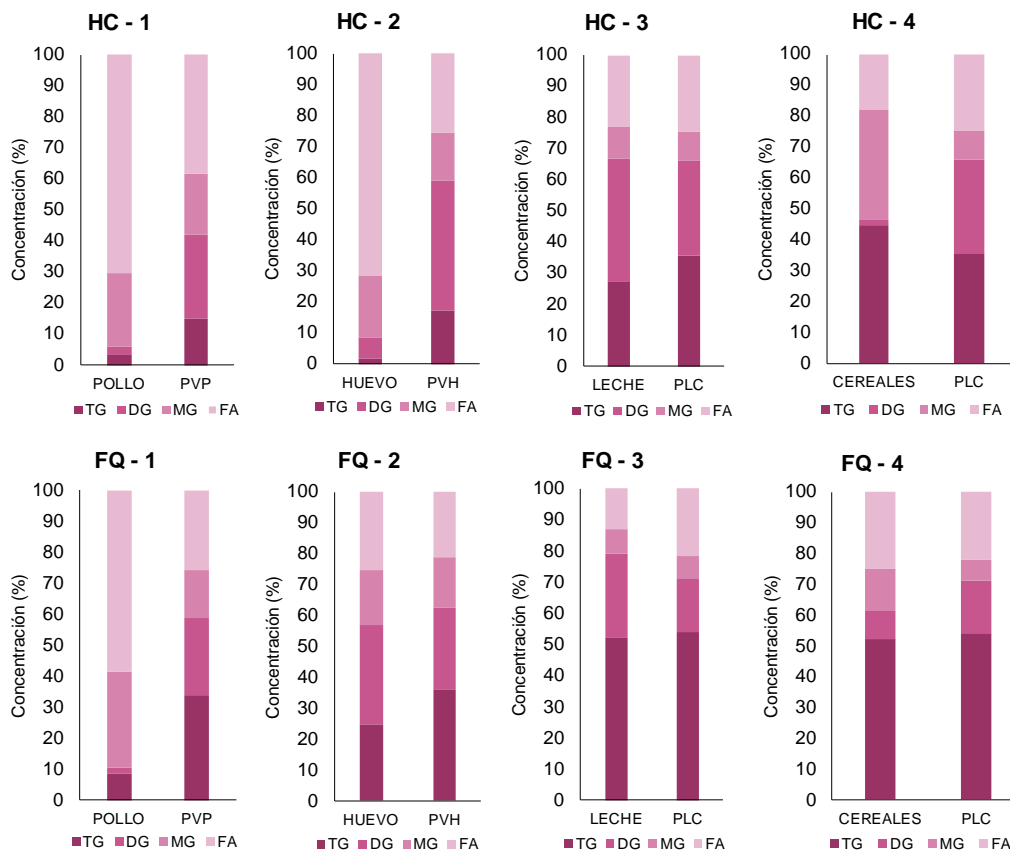 HC - 1
Concentración (%)
100
90
80
70
60
50
40
30
20
10
0
POLLO PVP
TG DG MG FA
HC - 2
Concentración (%)
100
90
80
70
60
50
40
30
20
10
0
HUEVO PVH
TG DG MG FA
HC - 3
Concentración (%)
100
90
80
70
60
50
40
30
20
10
0
LECHE PLC
TG DG MG FA
HC - 4
Concentración (%)
100
90
80
70
60
50
40
30
20
10
0
CEREALES PLC
TG DG MG FA
FQ - 1
Concentración (%)
100
90
80
70
60
50
40
30
20
10
0
POLLO PVP
TG DG MG FA
FQ - 2
Concentración (%)
100
90
80
70
60
50
40
30
20
10
0
HUEVO PVH
TG DG MG FA
FQ - 3
Concentración (%)
100
90
80
70
60
50
40
30
20
10
0
LECHE PLC
TG DG MG FA
FQ - 4
Concentración (%)
100
90
80
70
60
50
40
30
20
10
0
CEREALES PLC
TG DG MG FA